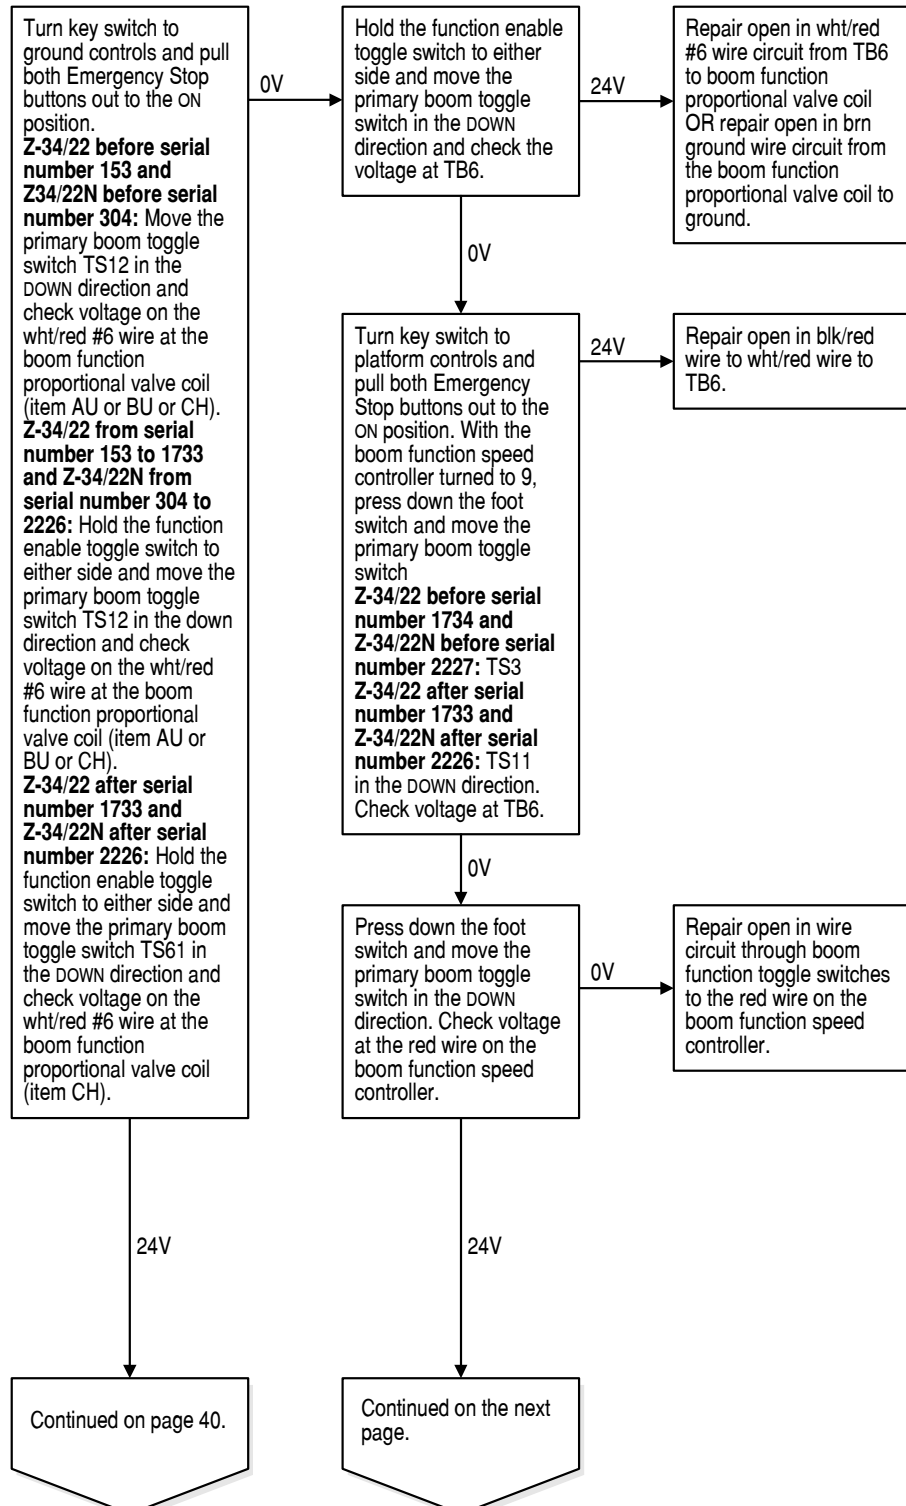 Turn key switch to
ground controls and pull
both Emergency Stop
buttons out to the ON
position.
Z-34/22 before serial
number 153 and
Z34/22N before serial
number 304: Move the
primary boom toggle
switch TS12 in the
DOWN direction and
check voltage on the
wht/red #6 wire at the
boom function
proportional valve coil
(item AU or BU or CH).
Z-34/22 from serial
number 153 to 1733
and Z-34/22N from
serial number 304 to
2226: Hold the function
enable toggle switch to
either side and move the
primary boom toggle
switch TS12 in the down
direction and check
voltage on the wht/red
#6 wire at the boom
function proportional
valve coil (item AU or
BU or CH).
Z-34/22 after serial
number 1733 and
Z-34/22N after serial
number 2226: Hold the
function enable toggle
switch to either side and
move the primary boom
toggle switch TS61 in
the DOWN direction and
check voltage on the
wht/red #6 wire at the
boom function
proportional valve coil
(item CH).
0V
Hold the function enable
toggle switch to either
side and move the
primary boom toggle
switch in the DOWN
direction and check the
voltage at TB6.
24V
Repair open in wht/red
#6 wire circuit from TB6
to boom function
proportional valve coil
OR repair open in brn
ground wire circuit from
the boom function
proportional valve coil to
ground.
0V
Turn key switch to
platform controls and
pull both Emergency
Stop buttons out to the
ON position. With the
boom function speed
controller turned to 9,
press down the foot
switch and move the
primary boom toggle
switch
Z-34/22 before serial
number 1734 and
Z-34/22N before serial
number 2227: TS3
Z-34/22 after serial
number 1733 and
Z-34/22N after serial
number 2226: TS11
in the DOWN direction.
Check voltage at TB6.
24V
Repair open in blk/red
wire to wht/red wire to
TB6.
0V
Press down the foot
switch and move the
primary boom toggle
switch in the DOWN
direction. Check voltage
at the red wire on the
boom function speed
controller.
0V
Repair open in wire
circuit through boom
function toggle switches
to the red wire on the
boom function speed
controller.
24V
24V
Continued on page 40.
Continued on the next
page.